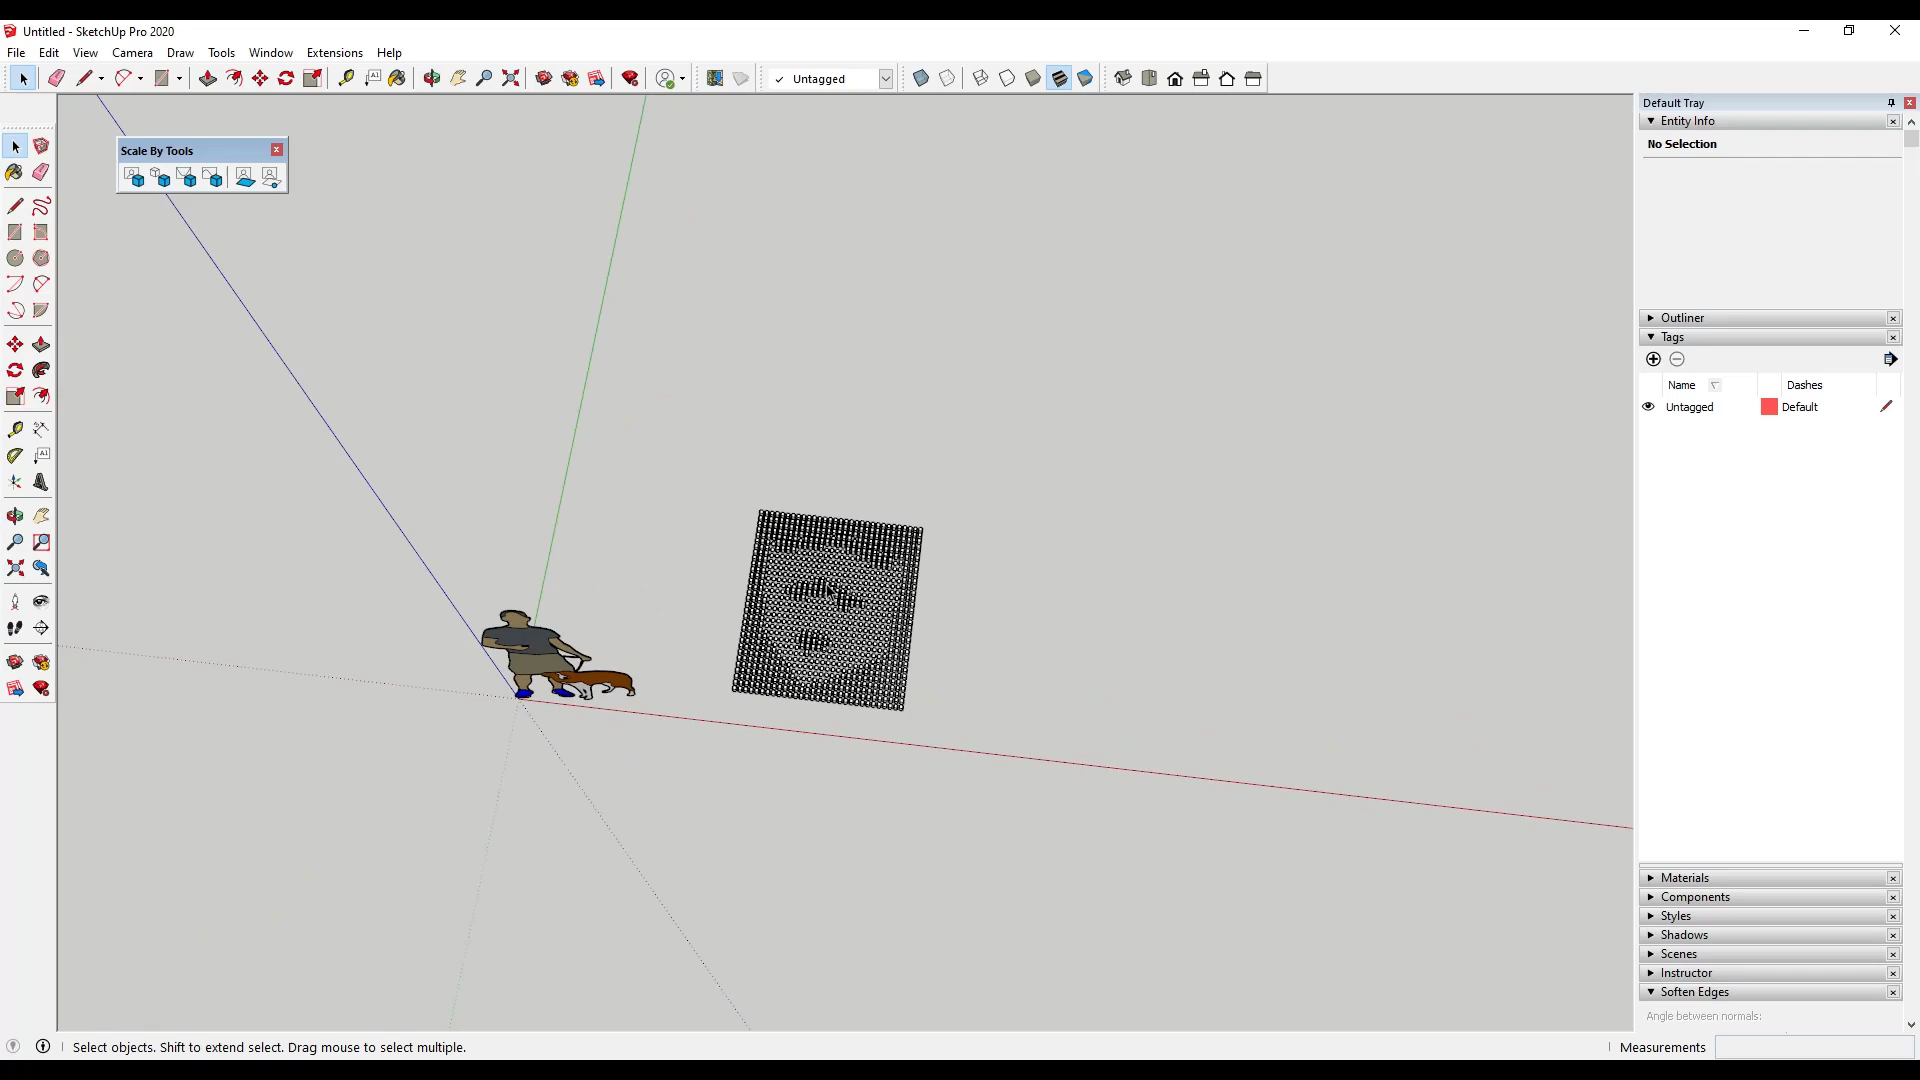 Untitled - SketchUp Pro 2020
File Edit View Camera Draw Tools Window Extensions Help
A1
Untagged
Scale By Tools
A1
Default Tray
Entity Info
No Selection
Outliner
Tags
Name Dashes
Untagged Default
Materials
Components
Styles
Shadows
Scenes
Instructor
Soften Edges
Angle between normals:
Select objects. Shift to extend select. Drag mouse to select multiple.
Measurements